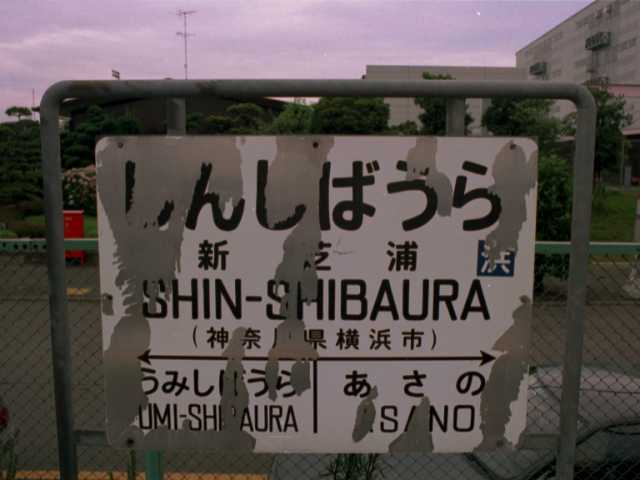 しんしばうら
新芝浦 浜
SHIN-SHIBAURA
(神奈川県横浜市)
うみしばうら あさの
UMI-SHIBAURA ASANO